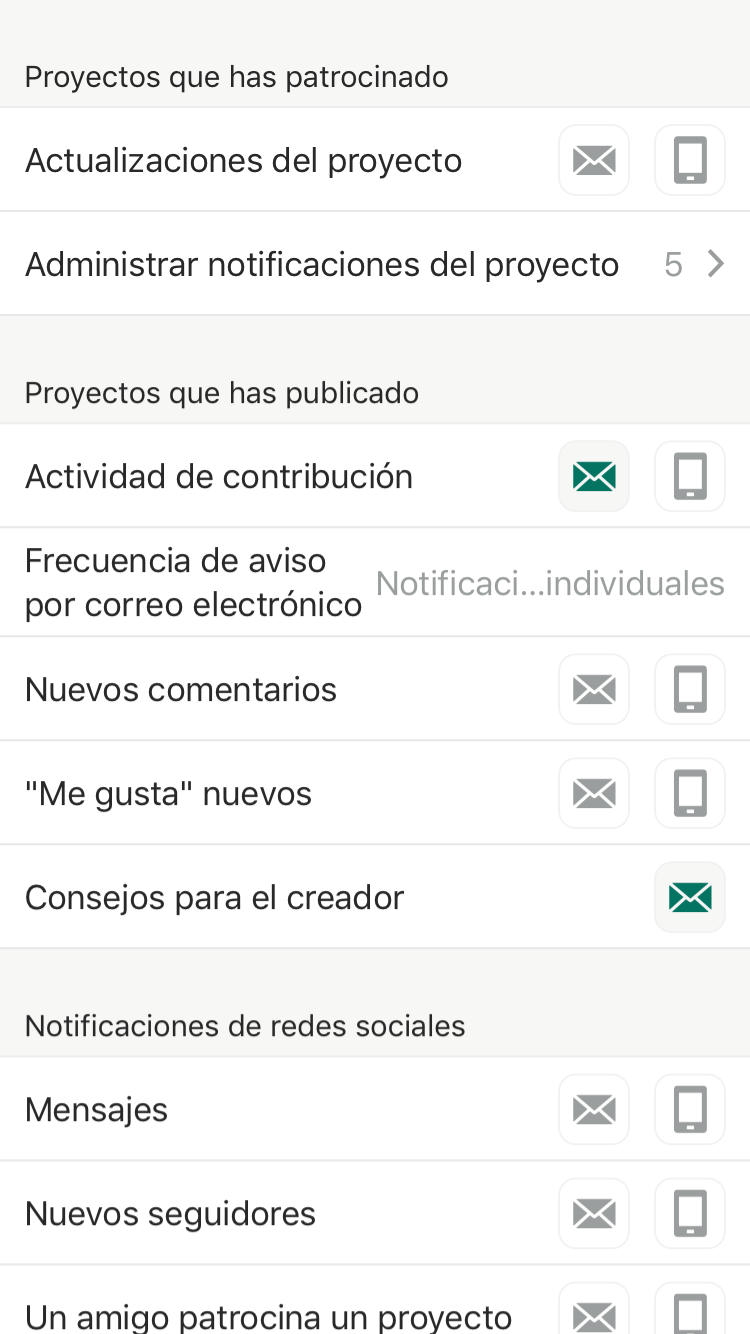 Proyectos que has patrocinado
Actualizaciones del proyecto
Administrar notificaciones del proyecto 5
Proyectos que has publicado
Actividad de contribución
Frecuencia de aviso
por correo electrónico
Notificaci...individuales
Nuevos comentarios
"Me gusta" nuevos
Consejos para el creador
Notificaciones de redes sociales
Mensajes
Nuevos seguidores
Un amigo patrocina un proyecto